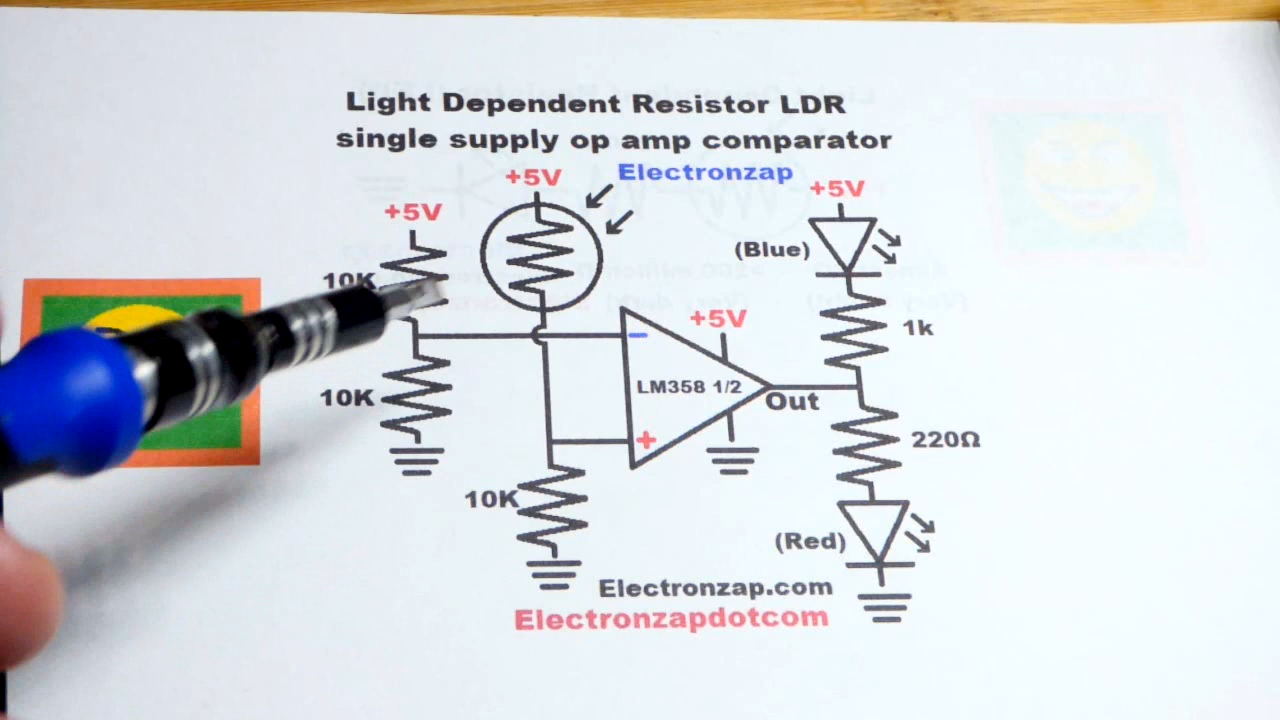 Light Dependent Resistor LDR
single supply op amp comparator
Electronzap
+5V
+5V
+5V
(Blue)
10K
+5V
1k
−
LM358 1/2
10K
Out
+
220Ω
10K
(Red)
Electronzap.com
Electronzapdotcom